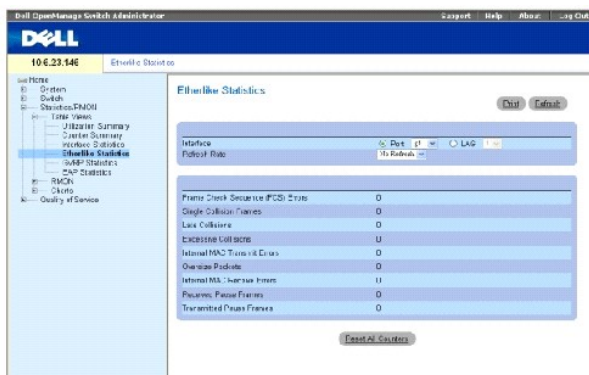 Dell OpenManage Switch Administrator
Support Help About Log Out
DELL
10.6.23.146 Etherlike Statistics
Home
System
Switch
Statistics/RMON
Table Views
Utilization Summary
Counter Summary
Interface Statistics
Etherlike Statistics
GVRP Statistics
EAP Statistics
RMON
Charts
Quality of Service
Etherlike Statistics
Print Refresh
Interface Port g1 LAG 1
Refresh Rate No Refresh
Frame Check Sequence (FCS) Errors 0
Single Collision Frames 0
Late Collisions 0
Excessive Collisions 0
Internal MAC Transmit Errors 0
Oversize Packets 0
Internal MAC Receive Errors 0
Received Pause Frames 0
Transmitted Pause Frames 0
Reset All Counters